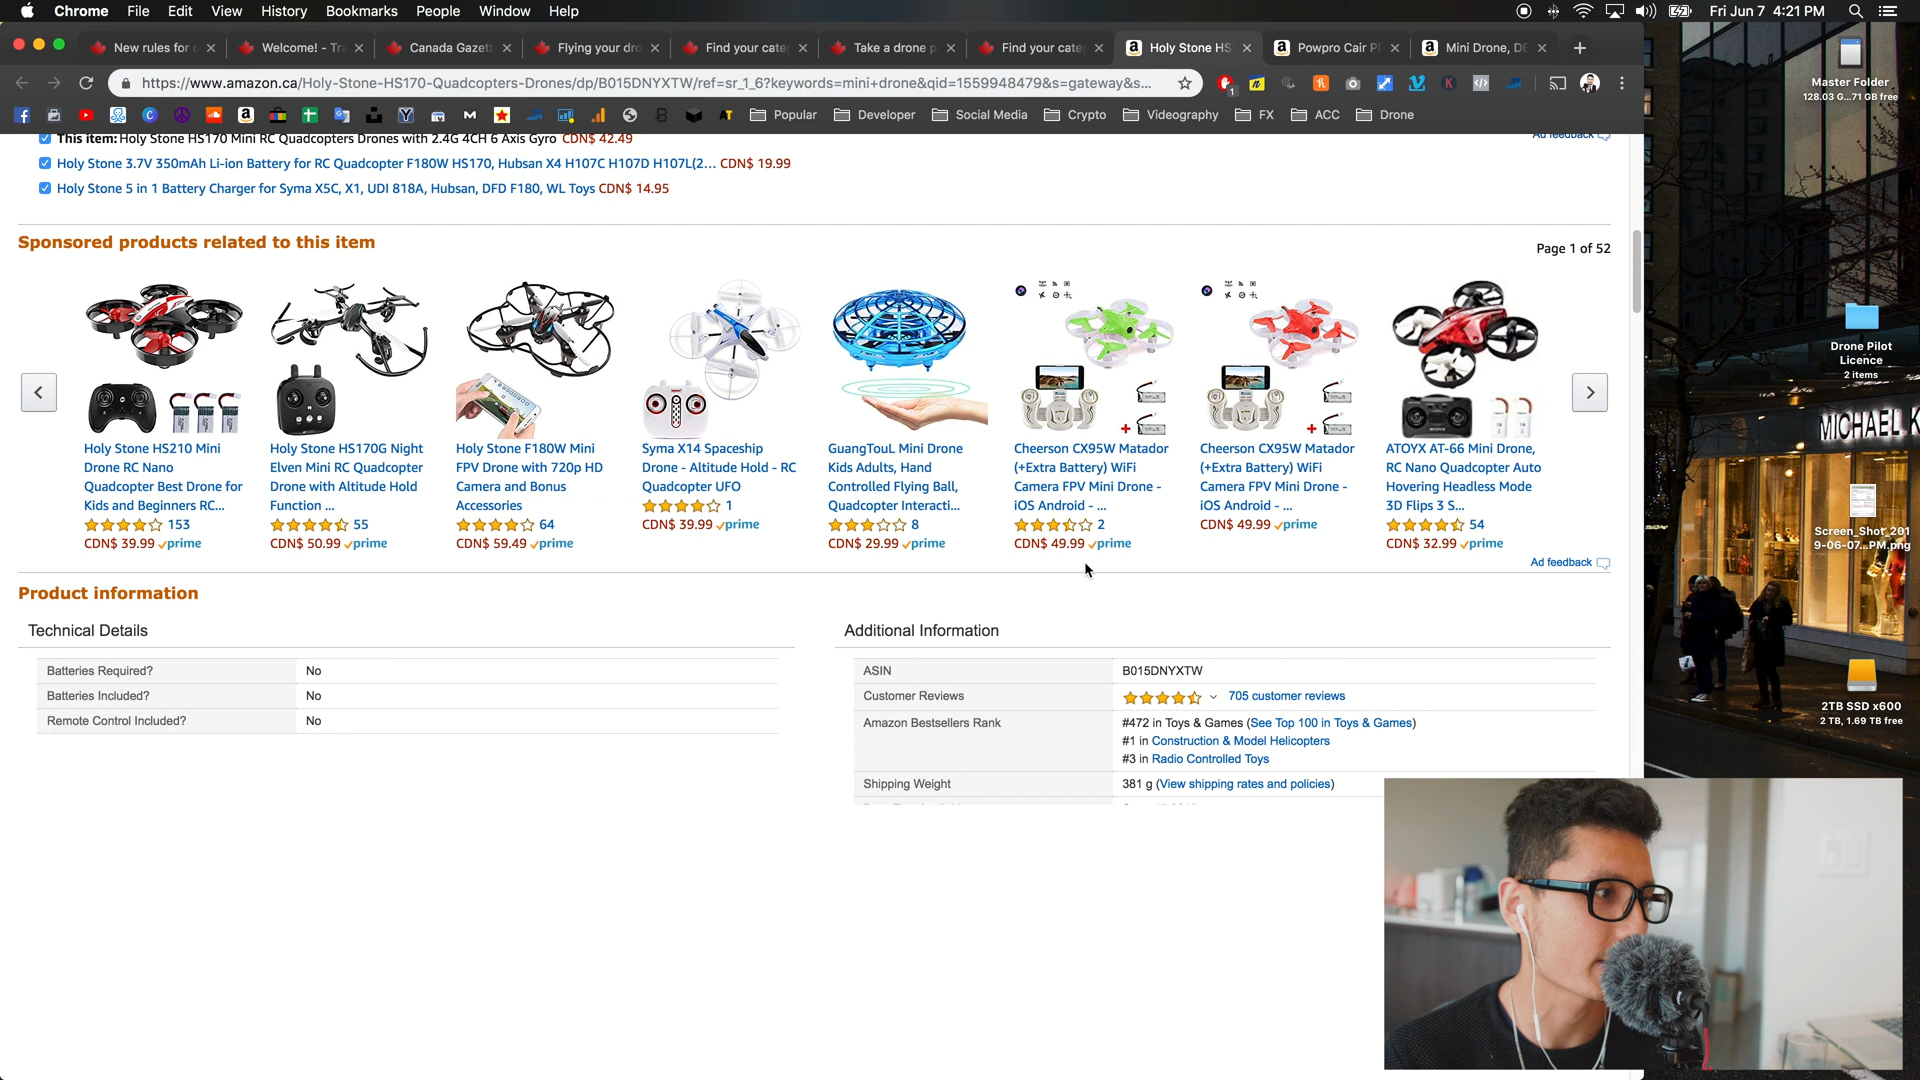 Chrome File Edit View History Bookmarks People Window Help
Fri Jun 7 4:21 PM
New rules for
Welcome! - Tra
Canada Gazett
Flying your dro
Find your cate
Take a drone p
Find your cate
Holy Stone HS
Powpro Cair P
Mini Drone, DE
https://www.amazon.ca/Holy-Stone-HS170-Quadcopters-Drones/dp/B015DNYXTW/ref=sr_1_6?keywords=mini+drone&qid=1559948479&s=gateway&s...
Popular Developer Social Media Crypto Videography FX ACC Drone
This item: Holy Stone HS170 Mini RC Quadcopters Drones with 2.4G 4CH 6 Axis Gyro CDN$ 42.49
Ad feedback
Holy Stone 3.7V 350mAh Li-ion Battery for RC Quadcopter F180W HS170, Hubsan X4 H107C H107D H107L(2... CDN$ 19.99
Holy Stone 5 in 1 Battery Charger for Syma X5C, X1, UDI 818A, Hubsan, DFD F180, WL Toys CDN$ 14.95
Sponsored products related to this item
Page 1 of 52
Holy Stone HS210 Mini
Drone RC Nano
Quadcopter Best Drone for
Kids and Beginners RC...
153
CDN$ 39.99 prime
Holy Stone HS170G Night
Elven Mini RC Quadcopter
Drone with Altitude Hold
Function ...
55
CDN$ 50.99 prime
Holy Stone F180W Mini
FPV Drone with 720p HD
Camera and Bonus
Accessories
64
CDN$ 59.49 prime
Syma X14 Spaceship
Drone - Altitude Hold - RC
Quadcopter UFO
1
CDN$ 39.99 prime
GuangTouL Mini Drone
Kids Adults, Hand
Controlled Flying Ball,
Quadcopter Interacti...
8
CDN$ 29.99 prime
Cheerson CX95W Matador
(+Extra Battery) WiFi
Camera FPV Mini Drone -
iOS Android - ...
2
CDN$ 49.99 prime
Cheerson CX95W Matador
(+Extra Battery) WiFi
Camera FPV Mini Drone -
iOS Android - ...
CDN$ 49.99 prime
ATOYX AT-66 Mini Drone,
RC Nano Quadcopter Auto
Hovering Headless Mode
3D Flips 3 S...
54
CDN$ 32.99 prime
Ad feedback
Product information
Technical Details
Batteries Required? No
Batteries Included? No
Remote Control Included? No
Additional Information
ASIN B015DNYXTW
Customer Reviews 705 customer reviews
Amazon Bestsellers Rank #472 in Toys & Games (See Top 100 in Toys & Games)
#1 in Construction & Model Helicopters
#3 in Radio Controlled Toys
Shipping Weight 381 g (View shipping rates and policies)
Master Folder
128.03 G...71 GB free
Drone Pilot
Licence
2 items
MICHAEL K
Screen_Shot_201
9-06-07...PM.png
2TB SSD x600
2 TB, 1.69 TB free